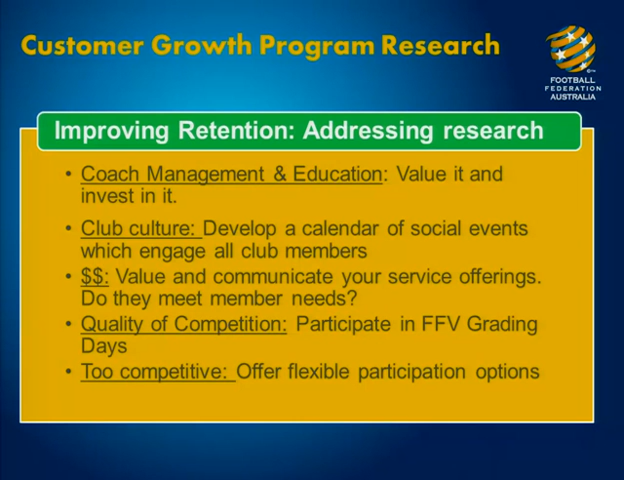 Customer Growth Program Research
FOOTBALL
FEDERATION
AUSTRALIA
Improving Retention: Addressing research
• Coach Management & Education: Value it and
invest in it.
• Club culture: Develop a calendar of social events
which engage all club members
• $$: Value and communicate your service offerings.
Do they meet member needs?
• Quality of Competition: Participate in FFV Grading
Days
• Too competitive: Offer flexible participation options